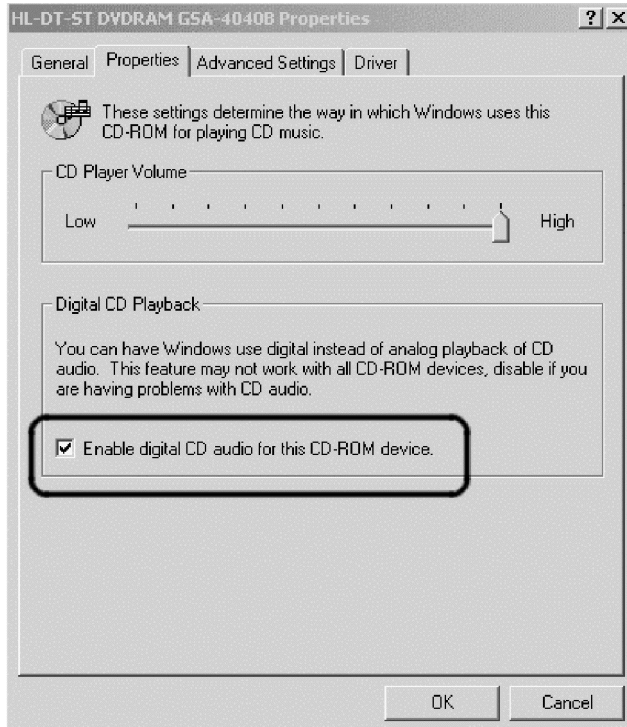 HL-DT-ST DVDRAM GSA-4040B Properties
General Properties Advanced Settings Driver
These settings determine the way in which Windows uses this
CD-ROM for playing CD music.
CD Player Volume
Low High
Digital CD Playback
You can have Windows use digital instead of analog playback of CD
audio. This feature may not work with all CD-ROM devices, disable if you
are having problems with CD audio.
Enable digital CD audio for this CD-ROM device.
OK Cancel